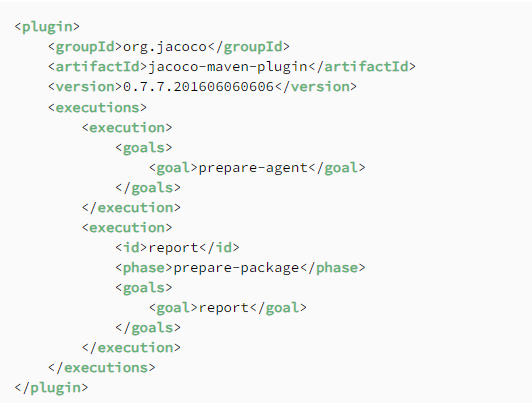 <plugin>
    <groupId>org.jacoco</groupId>
    <artifactId>jacoco-maven-plugin</artifactId>
    <version>0.7.7.201606060606</version>
    <executions>
        <execution>
            <goals>
                <goal>prepare-agent</goal>
            </goals>
        </execution>
        <execution>
            <id>report</id>
            <phase>prepare-package</phase>
            <goals>
                <goal>report</goal>
            </goals>
        </execution>
    </executions>
</plugin>